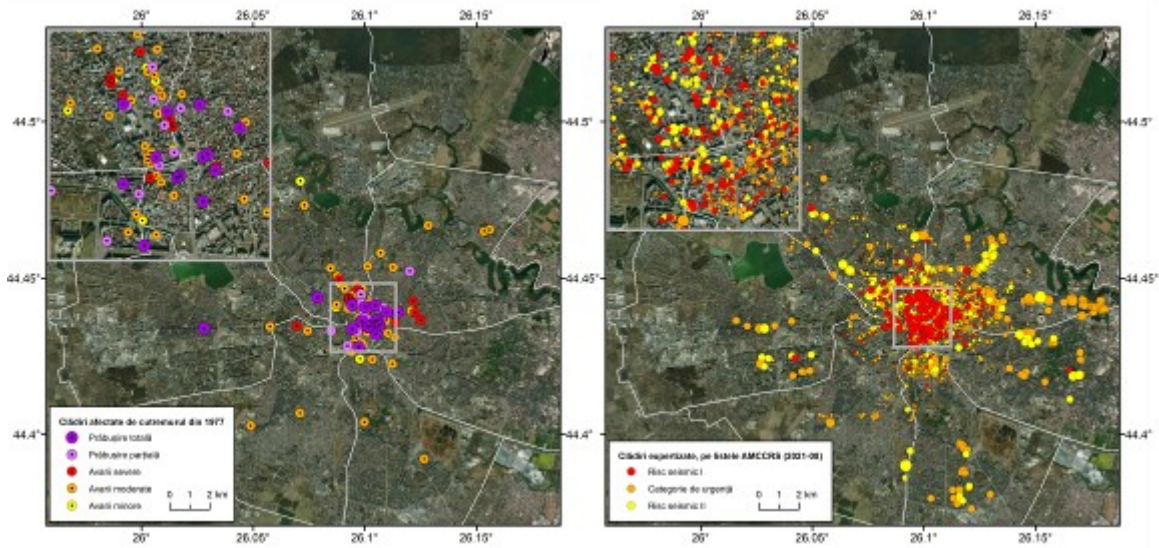 26° 26.05° 26.1° 26.15°
44.5°
44.45°
44.4°
Clădiri afectate de cutremurul din 1977
Prăbușire totală
Prăbușire parțială
Avarii severe
Avarii moderate
Avarii minore
0 1 2 km
26° 26.05° 26.1° 26.15°
26° 26.05° 26.1° 26.15°
44.5°
44.45°
44.4°
Clădiri expertizate, pe listele AMCCRS (2021-08)
Risc seismic I
Categorie de urgență
Risc seismic II
0 1 2 km
26° 26.05° 26.1° 26.15°